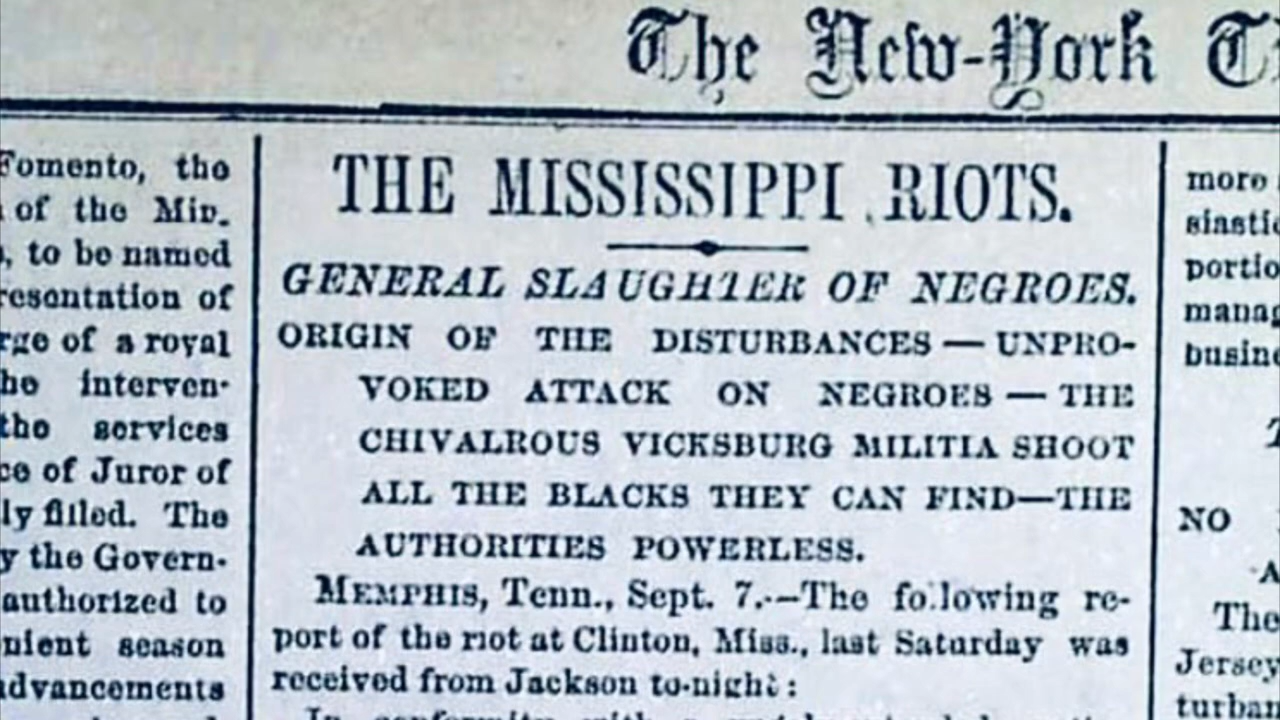 The New-York
Fomento, the
of the Min.
, to be named
resentation of
rge of a royal
he interven-
the services
ce of Juror of
ly filled. The
y the Govern-
authorized to
nient season
advancements
THE MISSISSIPPI RIOTS.
GENERAL SLAUGHTER OF NEGROES.
ORIGIN OF THE DISTURBANCES — UNPRO-
VOKED ATTACK ON NEGROES — THE
CHIVALROUS VICKSBURG MILITIA SHOOT
ALL THE BLACKS THEY CAN FIND—THE
AUTHORITIES POWERLESS.
MEMPHIS, Tenn., Sept. 7.--The following re-
port of the riot at Clinton, Miss., last Saturday was
received from Jackson to-night:
In conformity with a
more
siastic
portio
manag
busine
NO
A
The
Jersey
turban